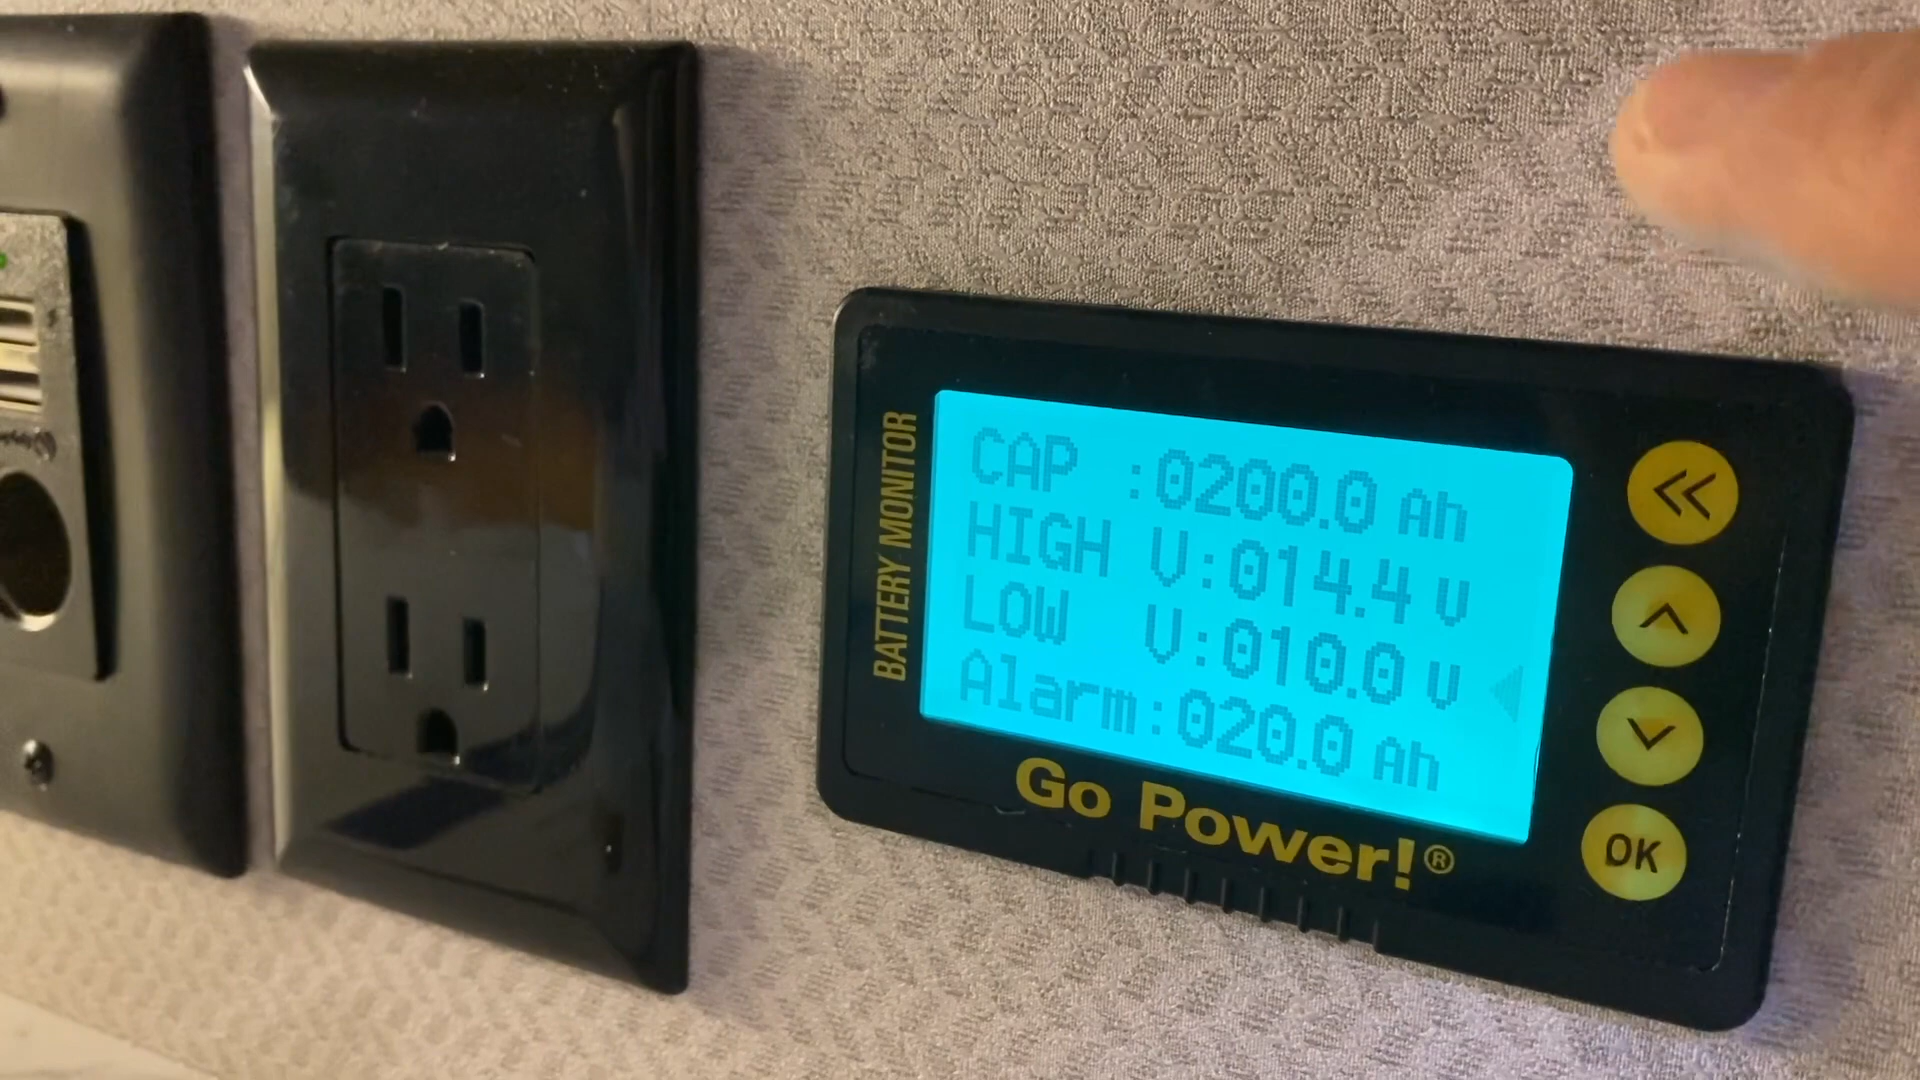 BATTERY MONITOR
CAP :0200.0 Ah
HIGH V:014.4 V
LOW V:010.0 V
Alarm:020.0 Ah
Go Power!®
OK